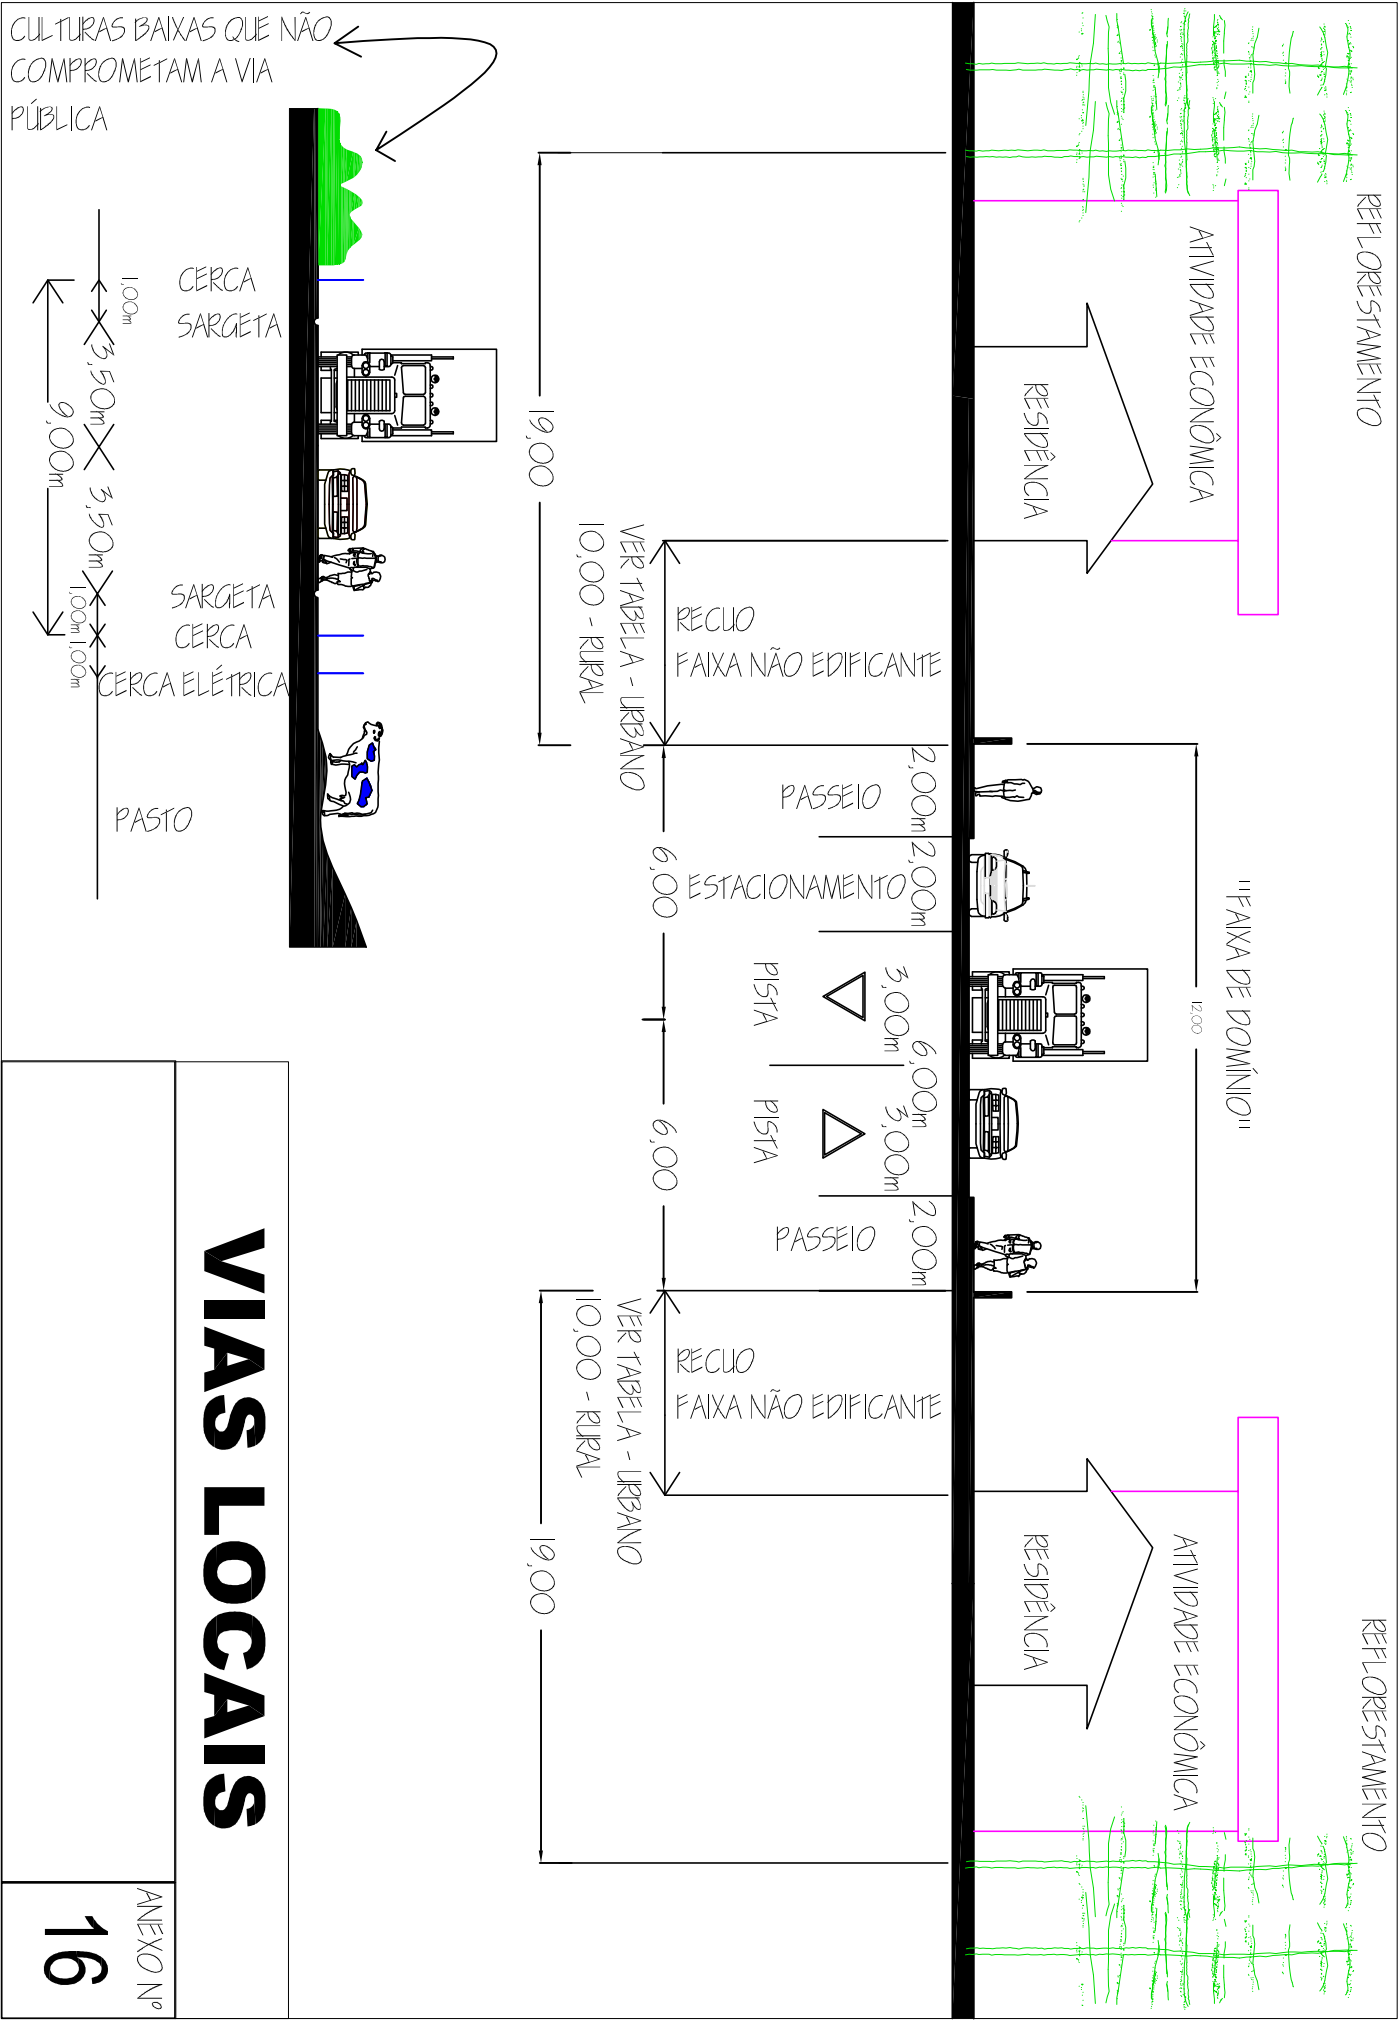 REFLORESTAMENTO
REFLORESTAMENTO
ATIVIDADE ECONÔMICA
RESIDÊNCIA
"FAIXA DE DOMÍNIO"
12,00
ATIVIDADE ECONÔMICA
RESIDÊNCIA
RECUO
FAIXA NÃO EDIFICANTE
VER TABELA - URBANO
10,00 - RURAL
19,00
2,00m
PASSEIO
2,00m
ESTACIONAMENTO
3,00m
PISTA
6,00m
3,00m
PISTA
2,00m
PASSEIO
6,00
6,00
RECUO
FAIXA NÃO EDIFICANTE
VER TABELA - URBANO
10,00 - RURAL
19,00
CULTURAS BAIXAS QUE NÃO
COMPROMETAM A VIA
PÚBLICA
CERCA
SARGETA
SARGETA
CERCA
CERCA ELÉTRICA
PASTO
1,00m
3,50m
3,50m
1,00m
1,00m
9,00m
VIAS LOCAIS
ANEXO Nº
16